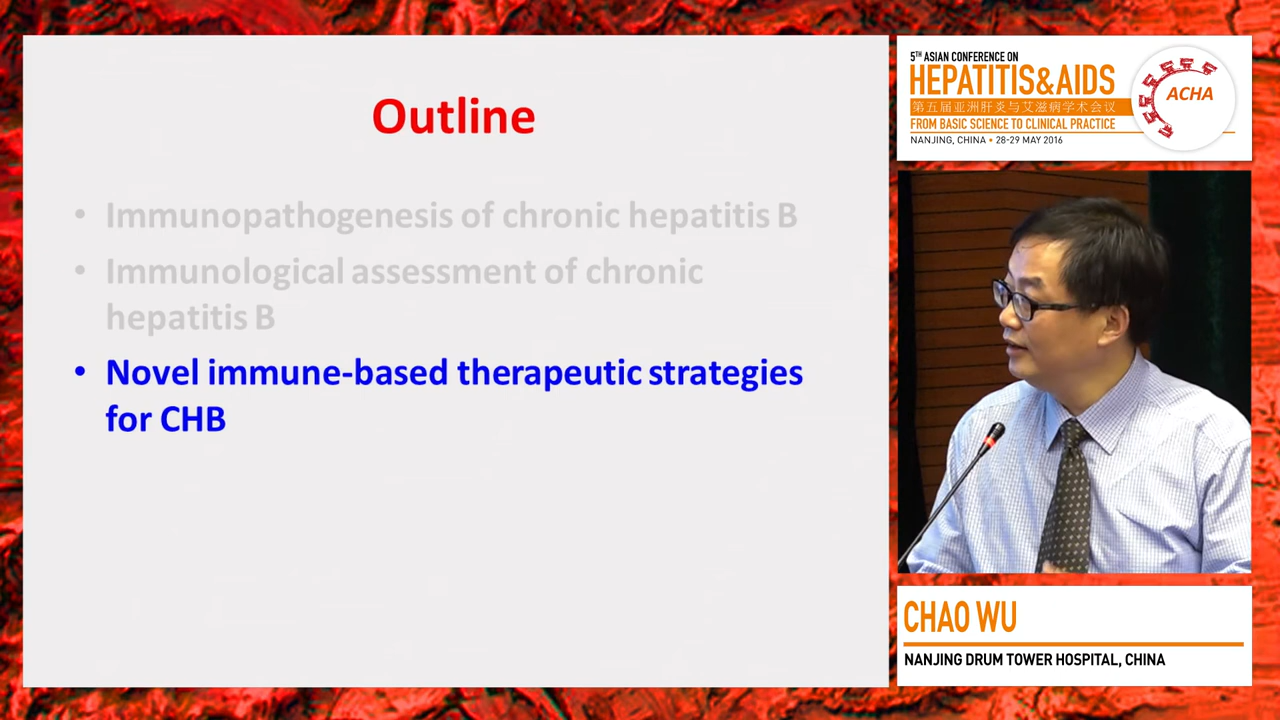 Outline
• Immunopathogenesis of chronic hepatitis B
• Immunological assessment of chronic
hepatitis B
• Novel immune-based therapeutic strategies
for CHB
5TH ASIAN CONFERENCE ON
HEPATITIS&AIDS
第五届亚洲肝炎与艾滋病学术会议
FROM BASIC SCIENCE TO CLINICAL PRACTICE
NANJING, CHINA • 28-29 MAY 2016
ACHA
CHAO WU
NANJING DRUM TOWER HOSPITAL, CHINA